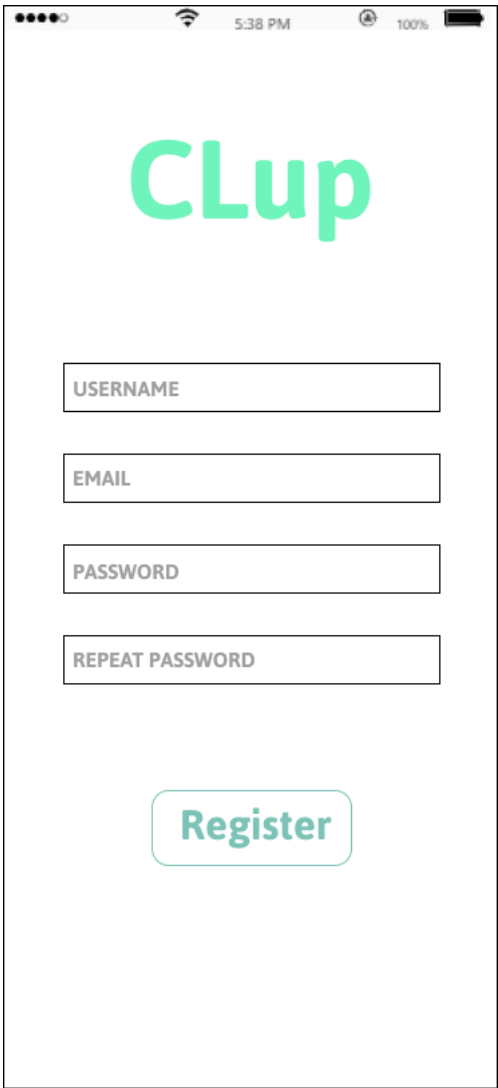 5:38 PM 100%
CLup
USERNAME
EMAIL
PASSWORD
REPEAT PASSWORD
Register